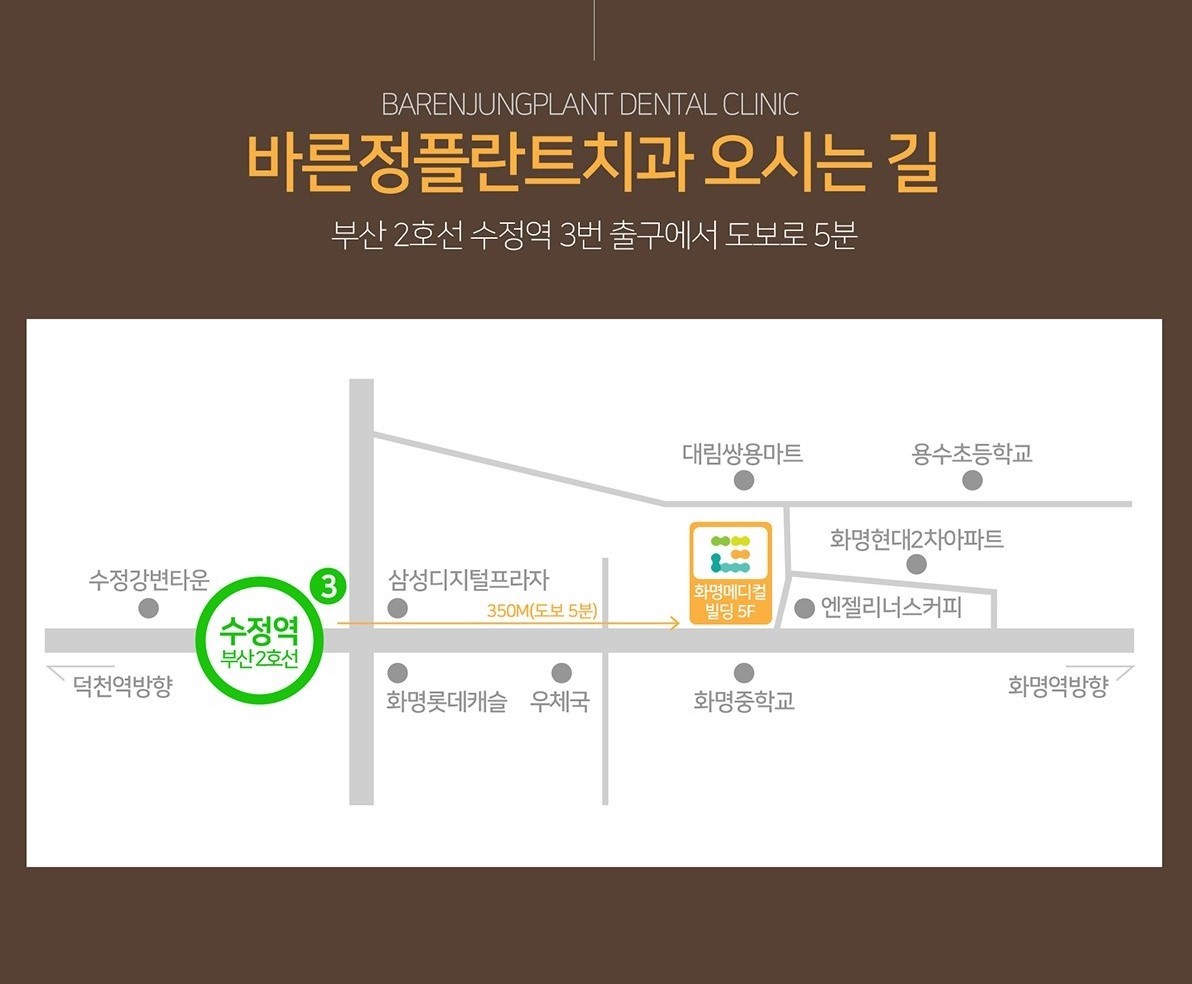 BARENJUNGPLANT DENTAL CLINIC
바른정플란트치과 오시는 길
부산 2호선 수정역 3번 출구에서 도보로 5분
대림쌍용마트
용수초등학교
화명현대2차아파트
수정강변타운
3
삼성디지털프라자
350M(도보 5분)
화명메디컬
빌딩 5F
엔젤리너스커피
수정역
부산 2호선
덕천역방향
화명롯데캐슬
우체국
화명중학교
화명역방향